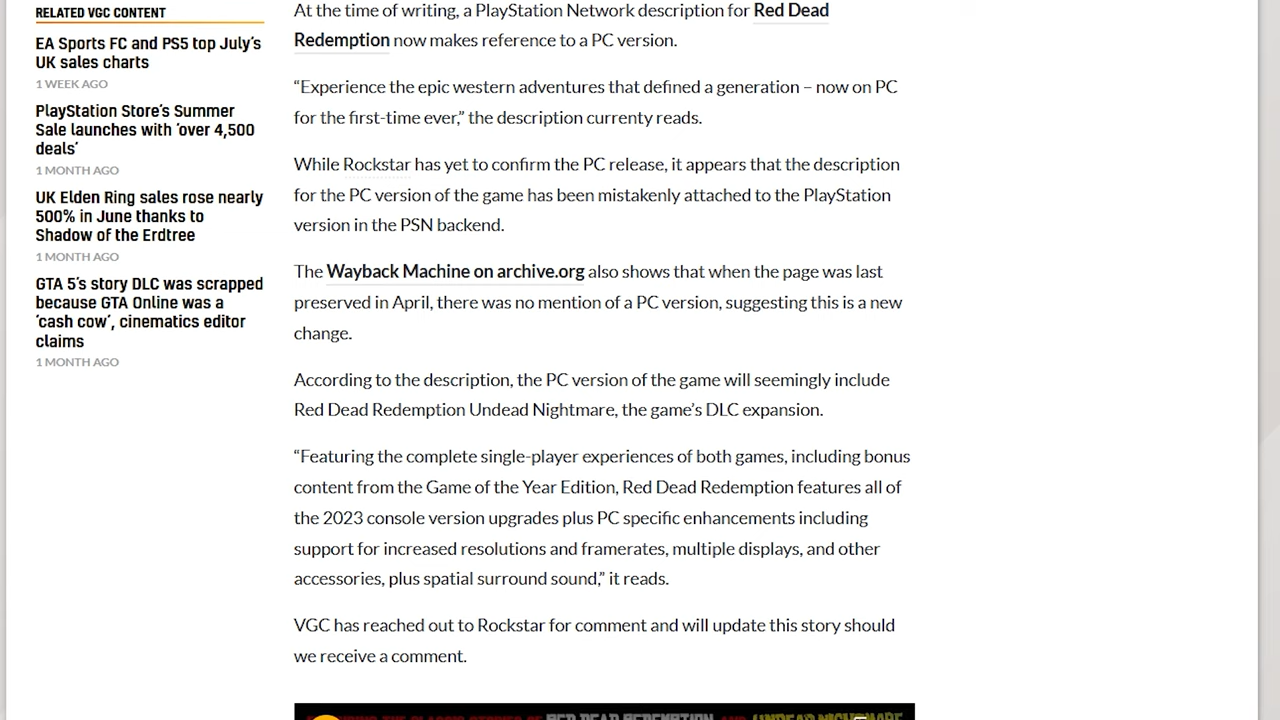 RELATED VGC CONTENT
EA Sports FC and PS5 top July's
UK sales charts
1 WEEK AGO
PlayStation Store's Summer
Sale launches with 'over 4,500
deals'
1 MONTH AGO
UK Elden Ring sales rose nearly
500% in June thanks to
Shadow of the Erdtree
1 MONTH AGO
GTA 5's story DLC was scrapped
because GTA Online was a
'cash cow', cinematics editor
claims
1 MONTH AGO
At the time of writing, a PlayStation Network description for Red Dead
Redemption now makes reference to a PC version.
“Experience the epic western adventures that defined a generation – now on PC
for the first-time ever,” the description currenty reads.
While Rockstar has yet to confirm the PC release, it appears that the description
for the PC version of the game has been mistakenly attached to the PlayStation
version in the PSN backend.
The Wayback Machine on archive.org also shows that when the page was last
preserved in April, there was no mention of a PC version, suggesting this is a new
change.
According to the description, the PC version of the game will seemingly include
Red Dead Redemption Undead Nightmare, the game's DLC expansion.
“Featuring the complete single-player experiences of both games, including bonus
content from the Game of the Year Edition, Red Dead Redemption features all of
the 2023 console version upgrades plus PC specific enhancements including
support for increased resolutions and framerates, multiple displays, and other
accessories, plus spatial surround sound,” it reads.
VGC has reached out to Rockstar for comment and will update this story should
we receive a comment.
THE CLASSIC STORIES OF RED DEAD REDEMPTION AND UNDEAD NIGHTMARE